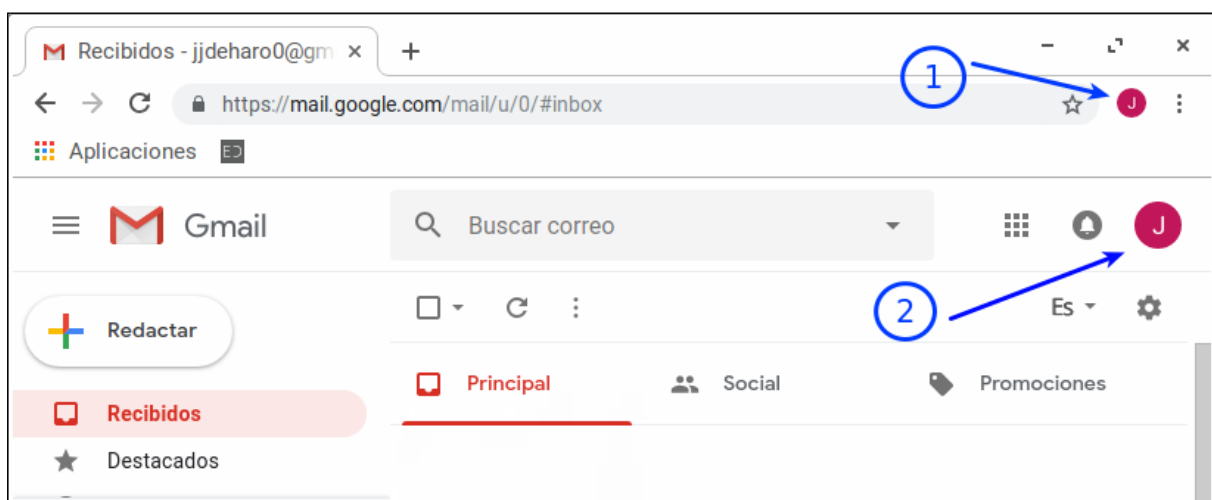 Recibidos - jjdeharo0@gm
1
J
https://mail.google.com/mail/u/0/#inbox
Aplicaciones ED
Gmail
Buscar correo
J
2
Es
Redactar
Principal
Social
Promociones
Recibidos
Destacados